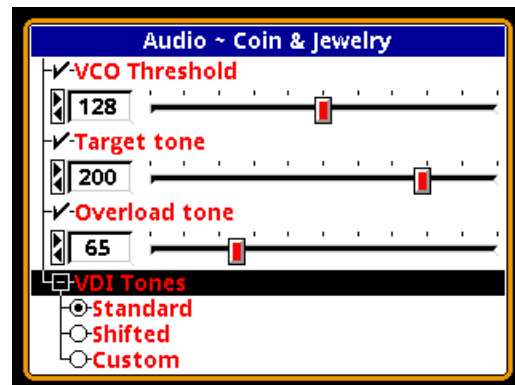 Audio ~ Coin & Jewelry
VCO Threshold
128
Target tone
200
Overload tone
65
VDI Tones
Standard
Shifted
Custom